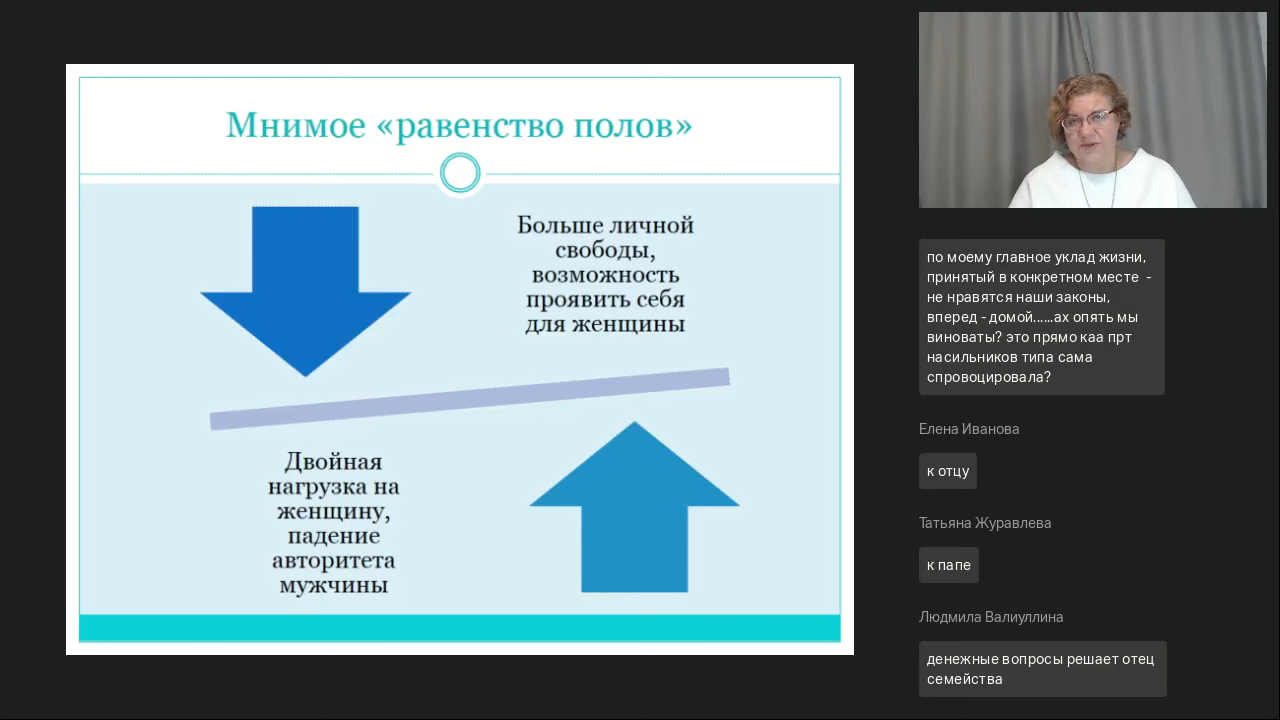 Мнимое «равенство полов»
Больше личной
свободы,
возможность
проявить себя
для женщины
Двойная
нагрузка на
женщину,
падение
авторитета
мужчины
по моему главное уклад жизни,
принятый в конкретном месте -
не нравятся наши законы,
вперед - домой......ах опять мы
виноваты? это прямо каа прт
насильников типа сама
спровоцировала?
Елена Иванова
к отцу
Татьяна Журавлева
к папе
Людмила Валиуллина
денежные вопросы решает отец
семейства